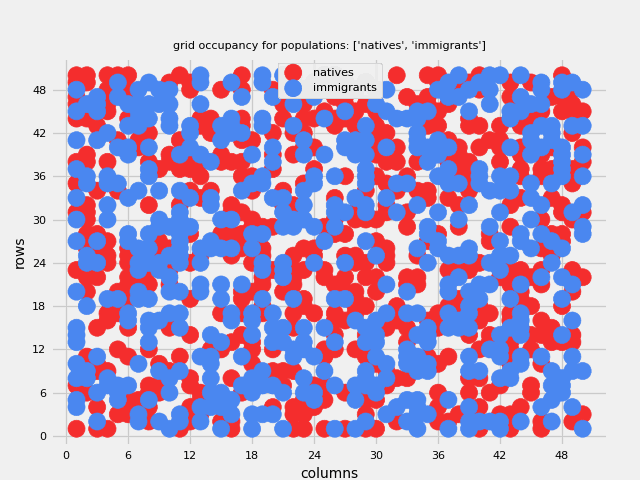 grid occupancy for populations: ['natives', 'immigrants']
natives
immigrants
rows
48
42
36
30
24
18
12
6
0
0 6 12 18 24 30 36 42 48
columns